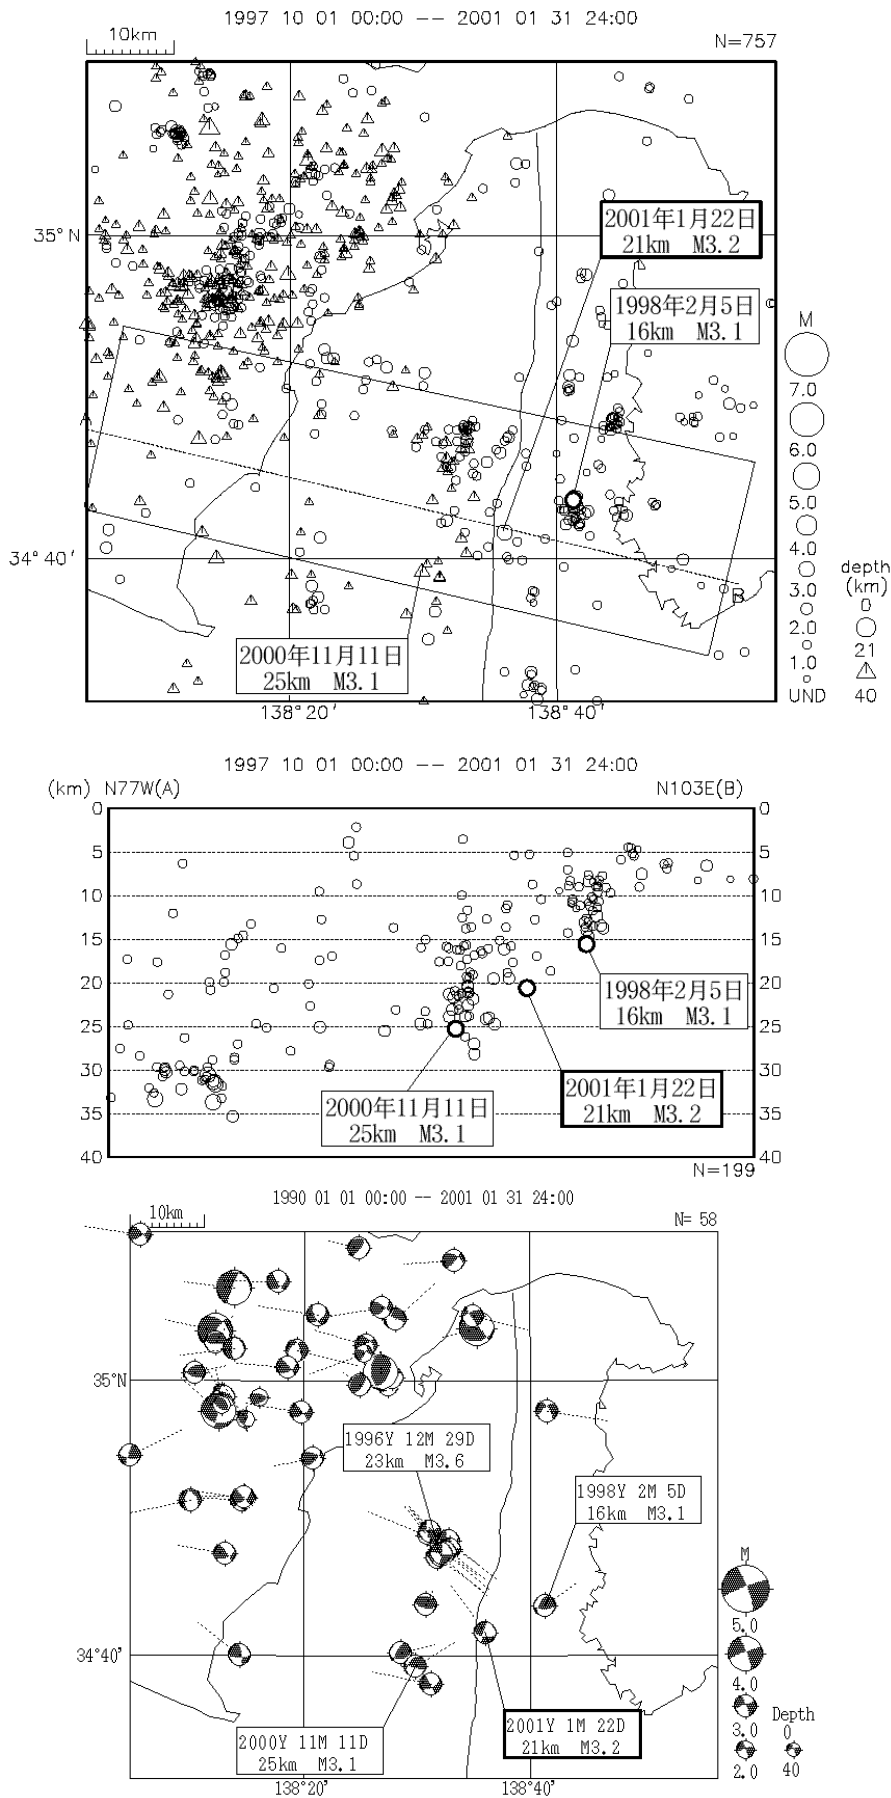 1997 10 01 00:00 -- 2001 01 31 24:00
10km
N=757
2001年1月22日
21km M3.2
35° N
1998年2月5日
16km M3.1
M
7.0
6.0
A
5.0
4.0
34° 40'
depth
(km)
3.0
0
B
2.0
21
2000年11月11日
25km M3.1
1.0
UND
40
138° 20'
138° 40'
1997 10 01 00:00 -- 2001 01 31 24:00
(km) N77W(A)
N103E(B)
0
0
5
5
10
10
15
15
20
20
1998年2月5日
16km M3.1
25
25
30
30
2001年1月22日
21km M3.2
2000年11月11日
25km M3.1
35
35
40
40
N=199
1990 01 01 00:00 -- 2001 01 31 24:00
10km
N= 58
35°N
1996Y 12M 29D
23km M3.6
1998Y 2M 5D
16km M3.1
M
5.0
34°40'
4.0
2001Y 1M 22D
21km M3.2
Depth
3.0
0
2000Y 11M 11D
25km M3.1
2.0
40
138°20'
138°40'